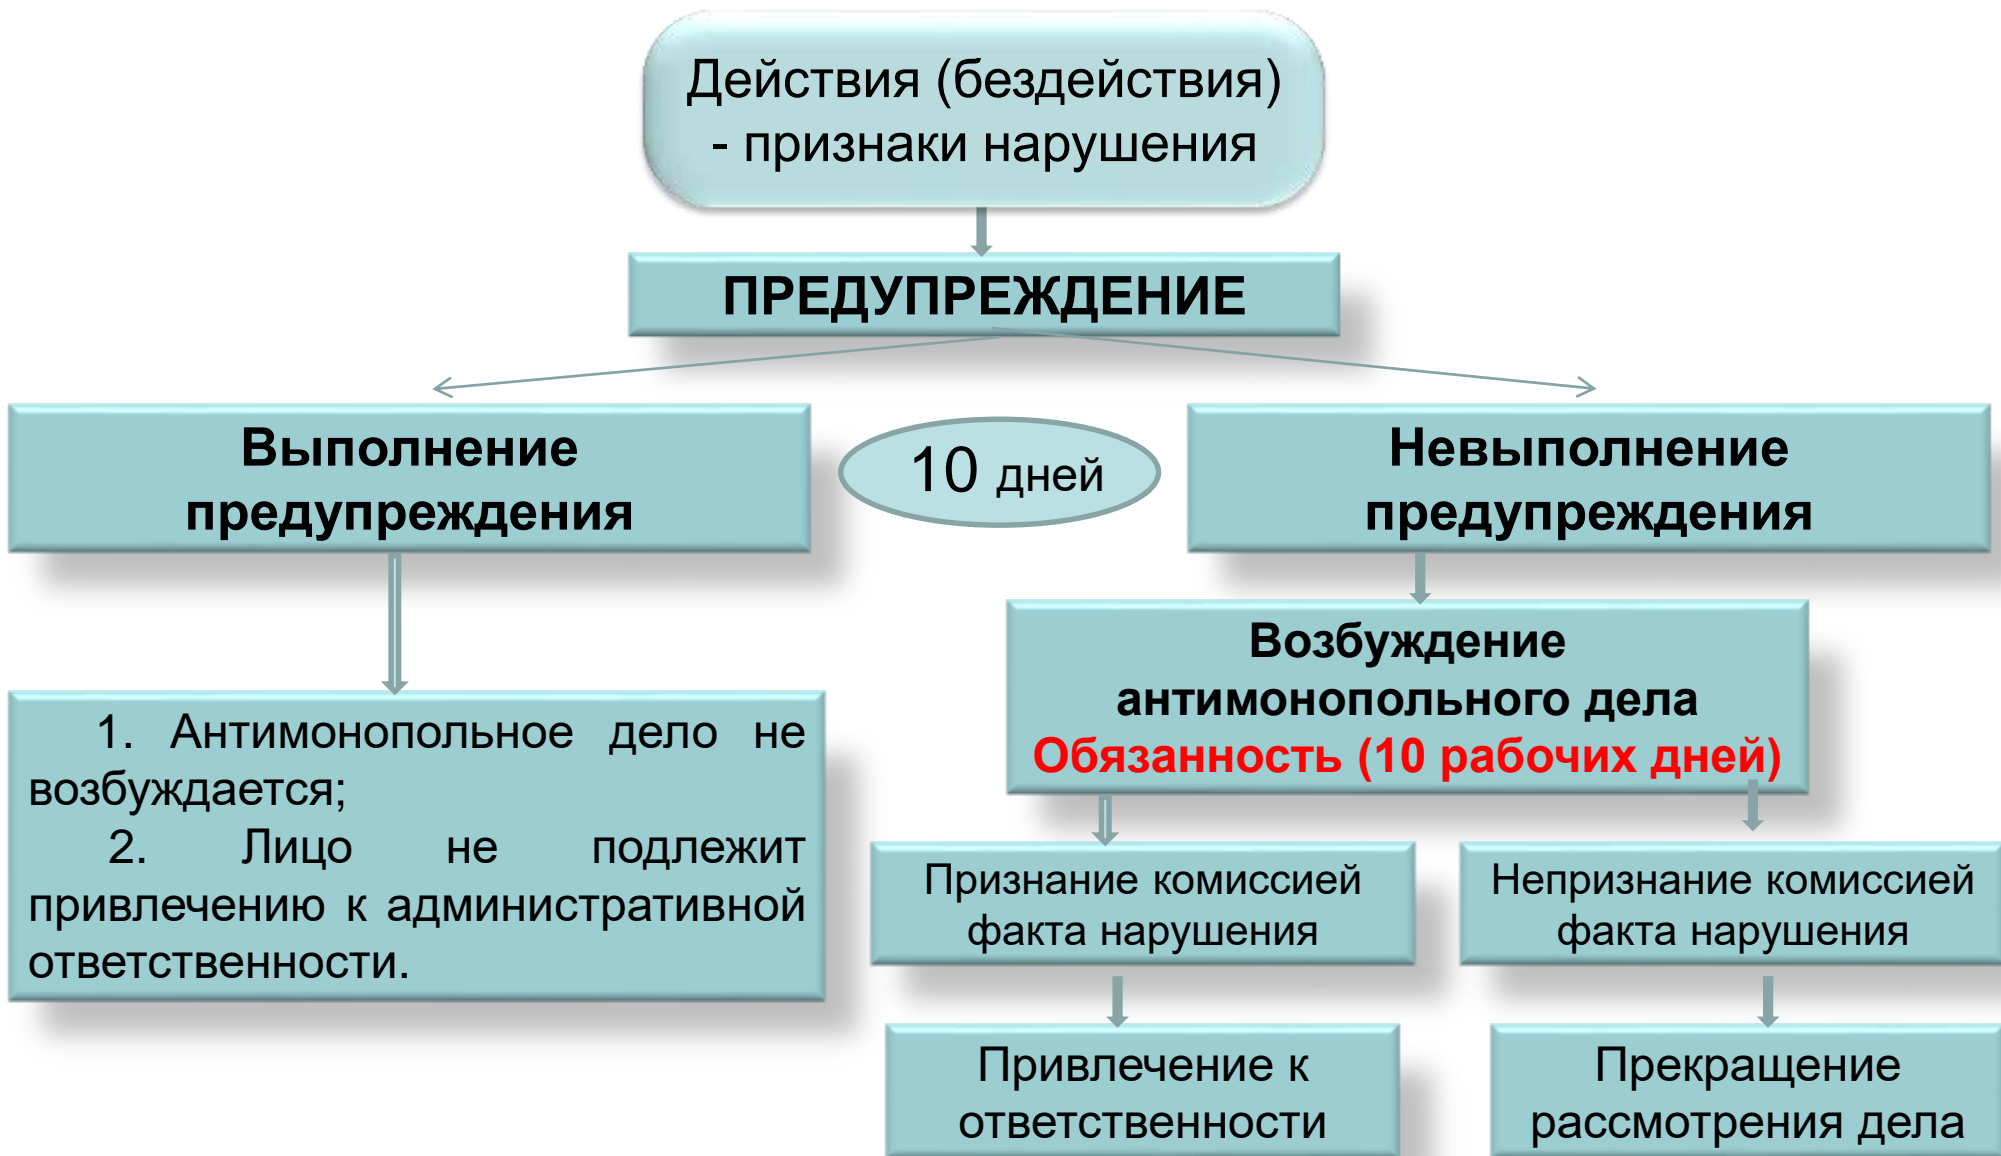 Действия (бездействия)
- признаки нарушения
ПРЕДУПРЕЖДЕНИЕ
Выполнение
предупреждения
10 дней
Невыполнение
предупреждения
Возбуждение
антимонопольного дела
Обязанность (10 рабочих дней)
1. Антимонопольное дело не
возбуждается;
2. Лицо не подлежит
привлечению к административной
ответственности.
Признание комиссией
факта нарушения
Непризнание комиссией
факта нарушения
Привлечение к
ответственности
Прекращение
рассмотрения дела